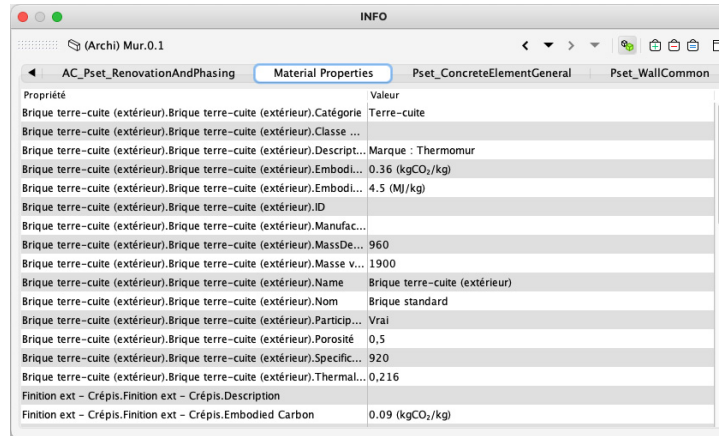 INFO
(Archi) Mur.0.1
AC_Pset_RenovationAndPhasing Material Properties Pset_ConcreteElementGeneral Pset_WallCommon
Propriété Valeur
Brique terre-cuite (extérieur).Brique terre-cuite (extérieur).Catégorie Terre-cuite
Brique terre-cuite (extérieur).Brique terre-cuite (extérieur).Classe ...
Brique terre-cuite (extérieur).Brique terre-cuite (extérieur).Descript... Marque : Thermomur
Brique terre-cuite (extérieur).Brique terre-cuite (extérieur).Embodi... 0.36 (kgCO₂/kg)
Brique terre-cuite (extérieur).Brique terre-cuite (extérieur).Embodi... 4.5 (MJ/kg)
Brique terre-cuite (extérieur).Brique terre-cuite (extérieur).ID
Brique terre-cuite (extérieur).Brique terre-cuite (extérieur).Manufac...
Brique terre-cuite (extérieur).Brique terre-cuite (extérieur).MassDe... 960
Brique terre-cuite (extérieur).Brique terre-cuite (extérieur).Masse v... 1900
Brique terre-cuite (extérieur).Brique terre-cuite (extérieur).Name Brique terre-cuite (extérieur)
Brique terre-cuite (extérieur).Brique terre-cuite (extérieur).Nom Brique standard
Brique terre-cuite (extérieur).Brique terre-cuite (extérieur).Particip... Vrai
Brique terre-cuite (extérieur).Brique terre-cuite (extérieur).Porosité 0,5
Brique terre-cuite (extérieur).Brique terre-cuite (extérieur).Specific... 920
Brique terre-cuite (extérieur).Brique terre-cuite (extérieur).Thermal... 0,216
Finition ext - Crépis.Finition ext - Crépis.Description
Finition ext - Crépis.Finition ext - Crépis.Embodied Carbon 0.09 (kgCO₂/kg)